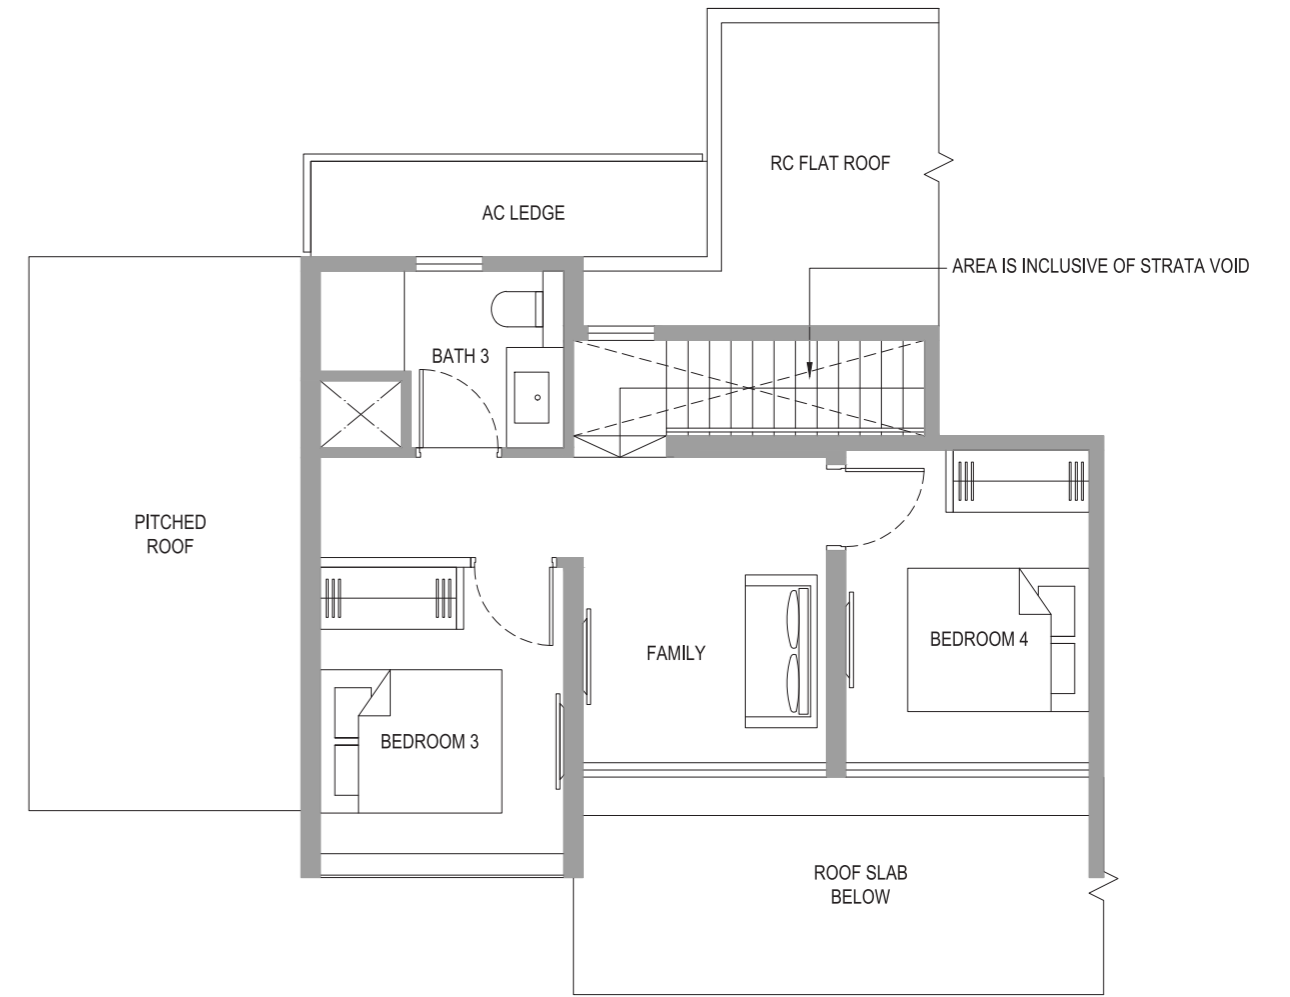 RC FLAT ROOF
AC LEDGE
AREA IS INCLUSIVE OF STRATA VOID
BATH 3
PITCHED
ROOF
FAMILY
BEDROOM 4
BEDROOM 3
ROOF SLAB
BELOW